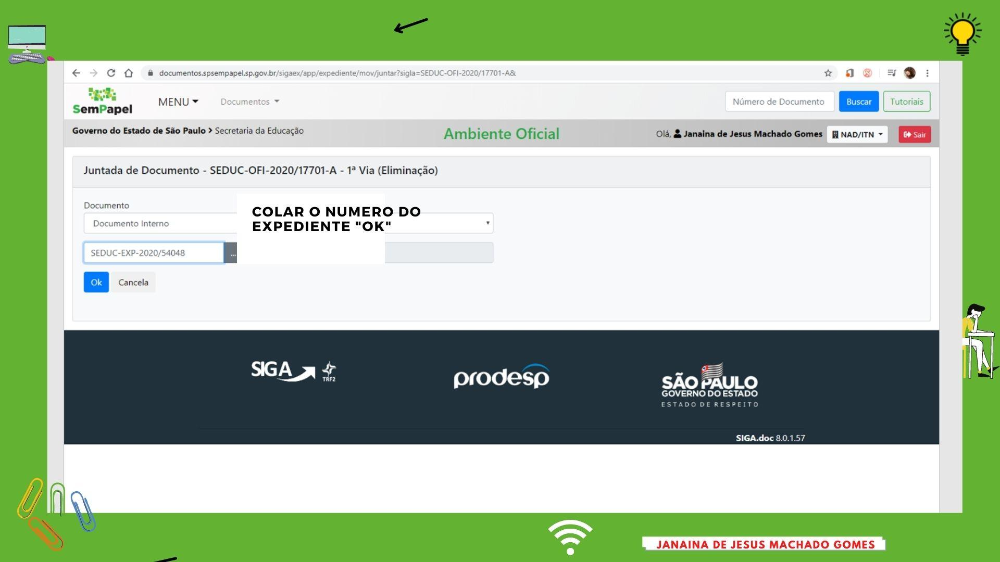 documentos.spsempapel.sp.gov.br/sigaex/app/expediente/mov/juntar?sigla=SEDUC-OFI-2020/17701-A&
SemPapel
MENU
Documentos
Número de Documento
Buscar
Tutoriais
Governo do Estado de São Paulo > Secretaria da Educação
Ambiente Oficial
Olá, Janaina de Jesus Machado Gomes
NAD/ITN
Sair
Juntada de Documento - SEDUC-OFI-2020/17701-A - 1ª Via (Eliminação)
Documento
Documento Interno
COLAR O NUMERO DO
EXPEDIENTE "OK"
SEDUC-EXP-2020/54048
...
Ok
Cancela
SIGA
TRF2
prodesp
SÃO PAULO
GOVERNO DO ESTADO
ESTADO DE RESPEITO
SIGA.doc 8.0.1.57
JANAINA DE JESUS MACHADO GOMES